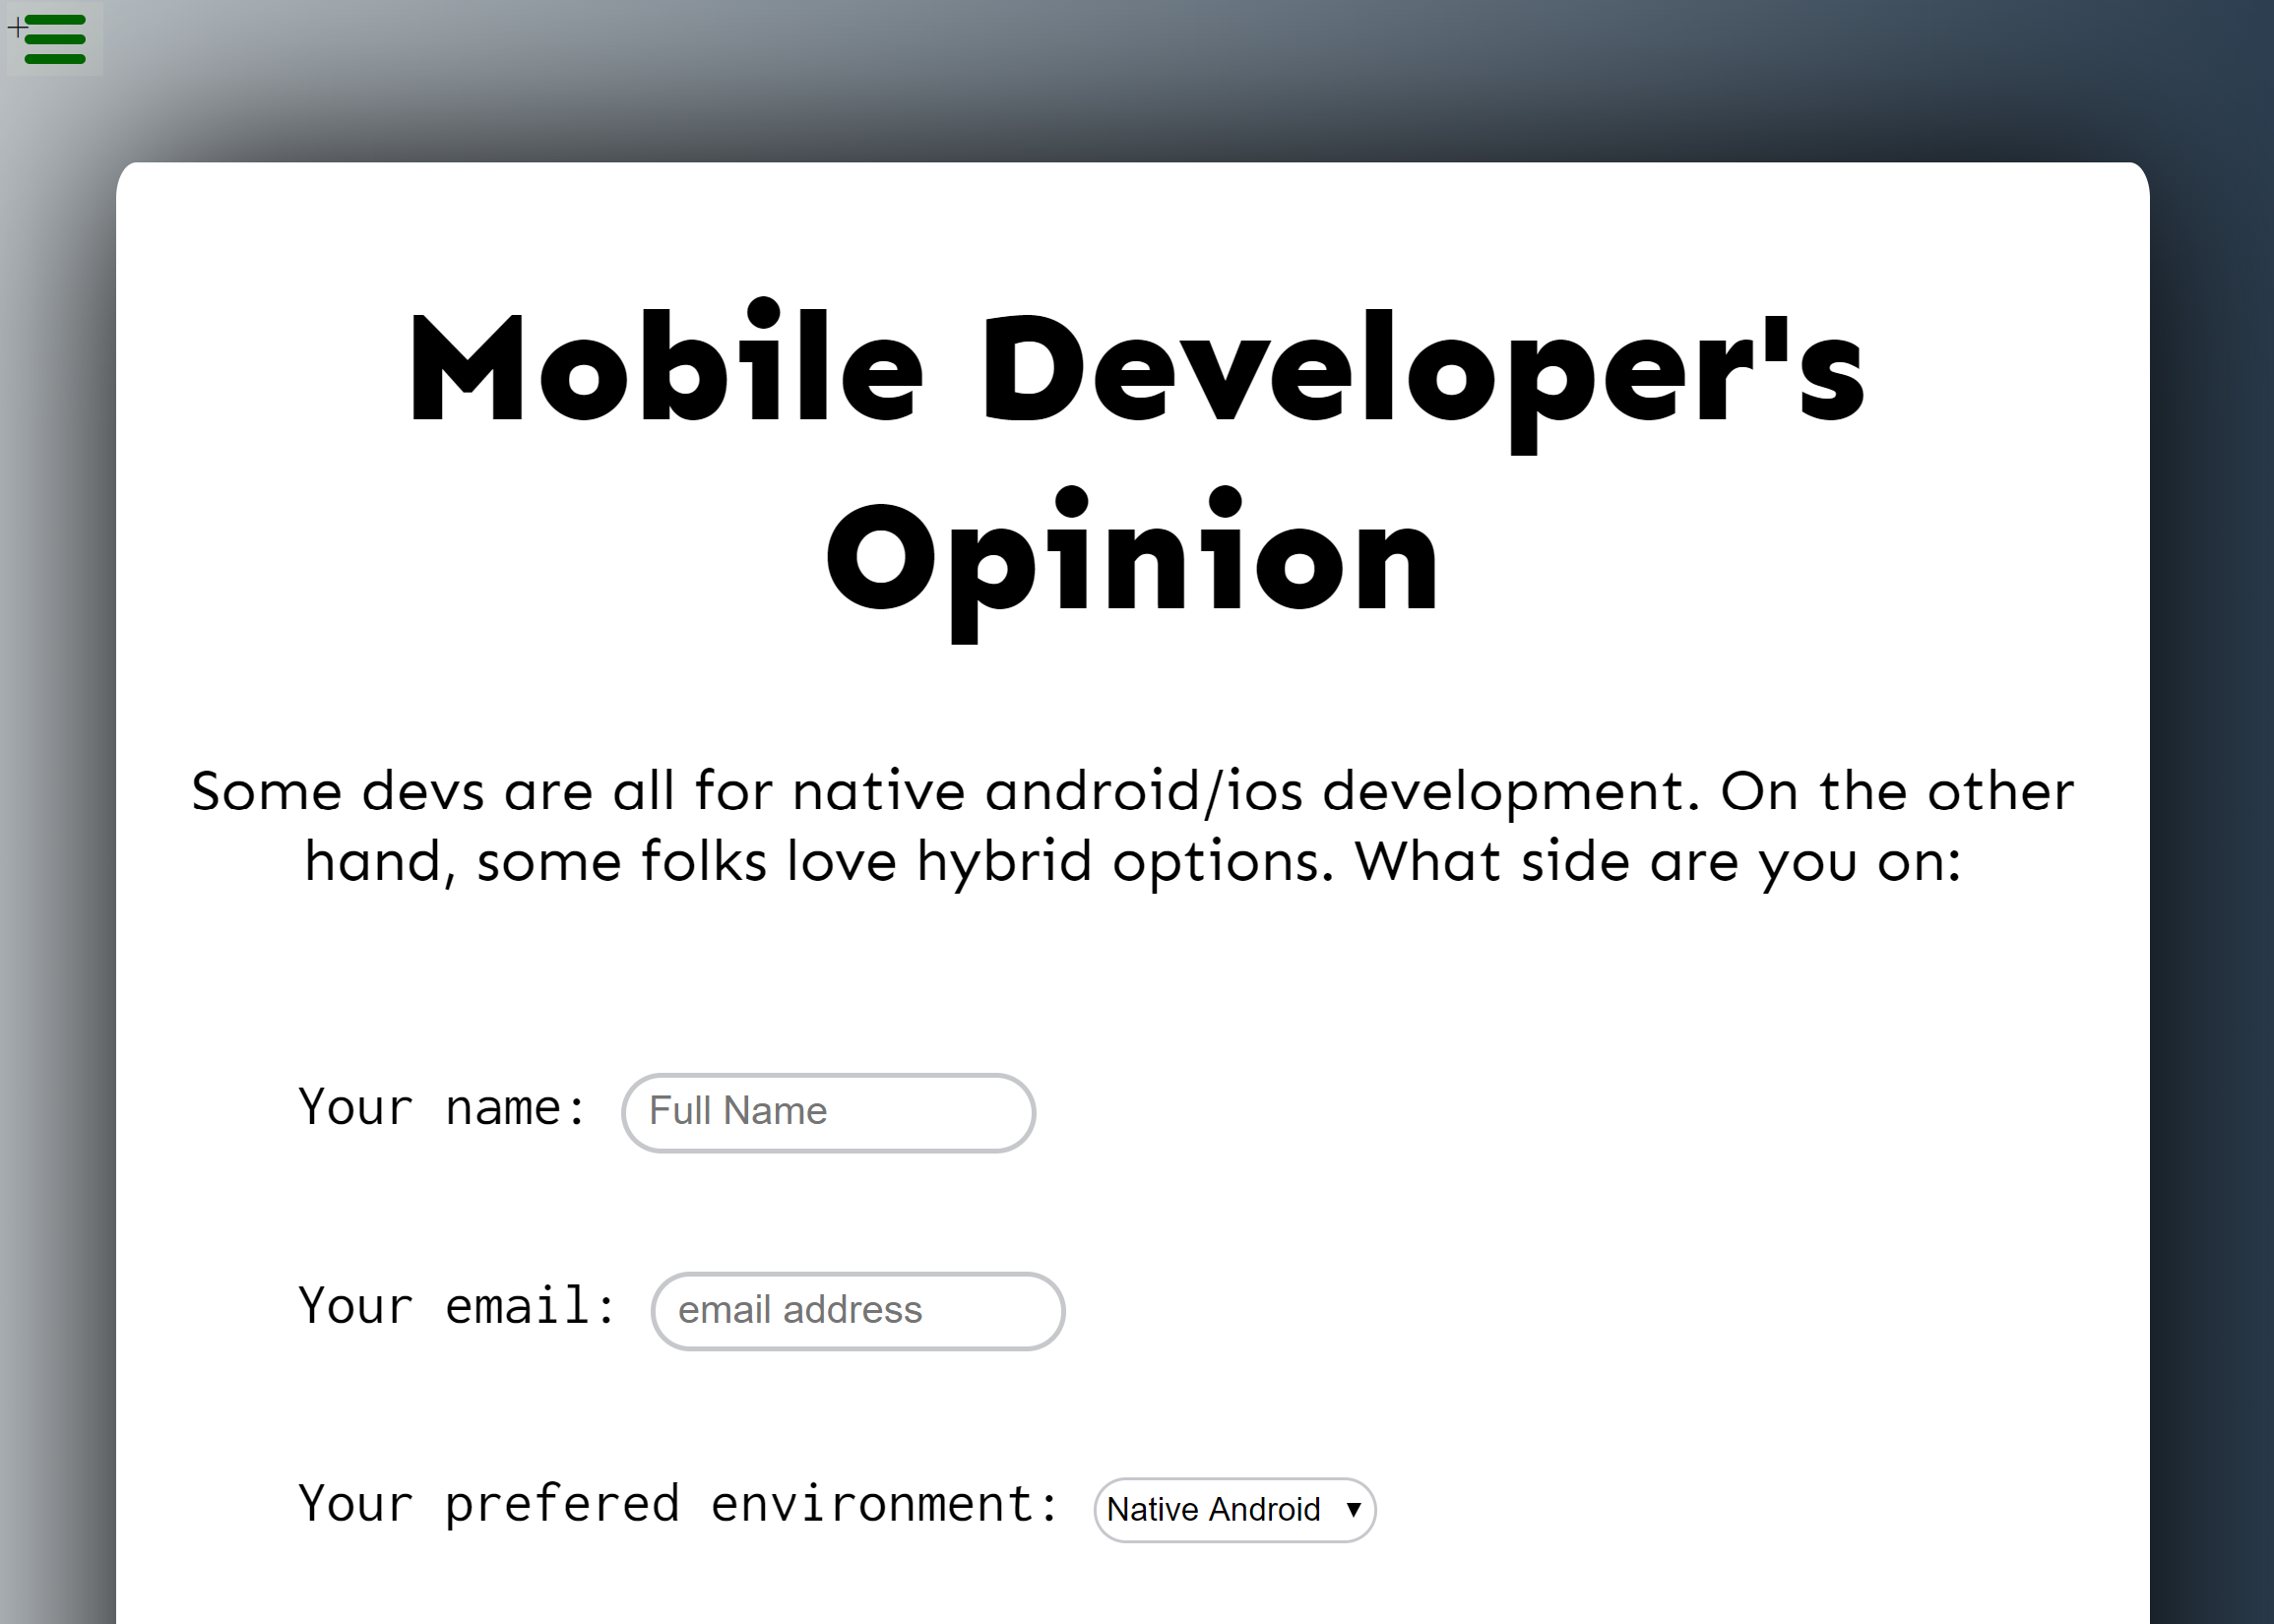 Mobile Developer's
Opinion
Some devs are all for native android/ios development. On the other
hand, some folks love hybrid options. What side are you on:
Your name: Full Name
Your email: email address
Your prefered environment: Native Android